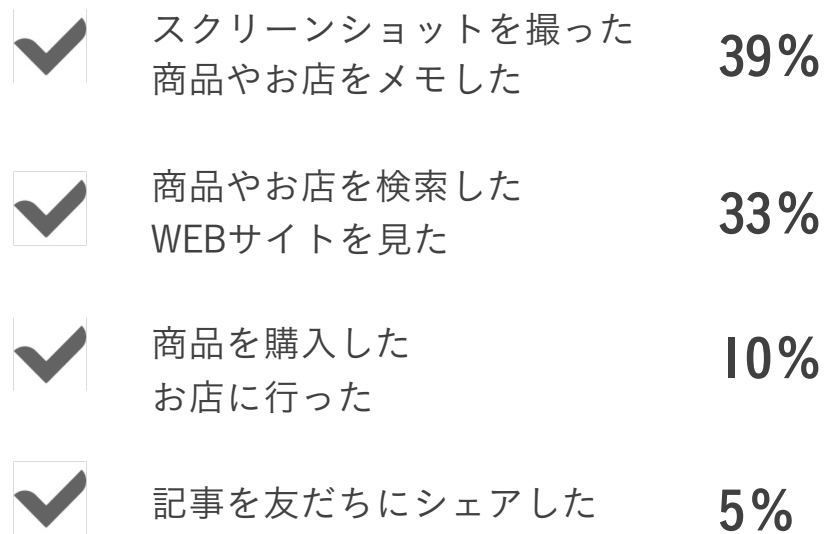 スクリーンショットを撮った
商品やお店をメモした
39%
商品やお店を検索した
WEBサイトを見た
33%
商品を購入した
お店に行った
10%
記事を友だちにシェアした
5%